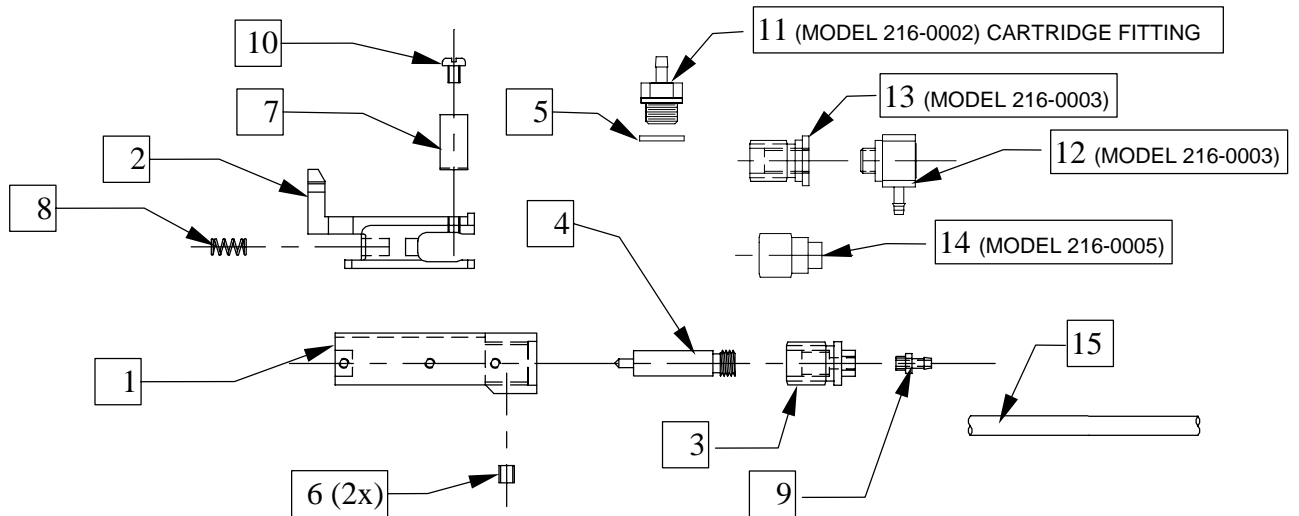 10
11 (MODEL 216-0002) CARTRIDGE FITTING
7
5
13 (MODEL 216-0003)
2
12 (MODEL 216-0003)
8
4
14 (MODEL 216-0005)
1
15
3
6 (2x)
9